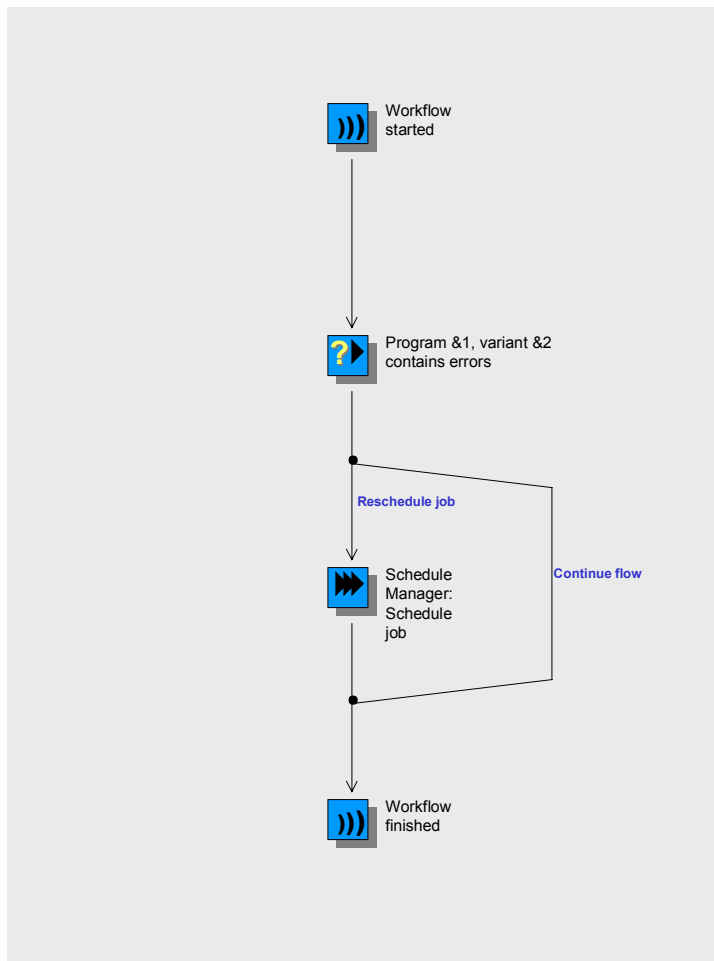 Workflow
started
Program &1, variant &2
contains errors
Reschedule job
Schedule
Manager:
Schedule
job
Continue flow
Workflow
finished